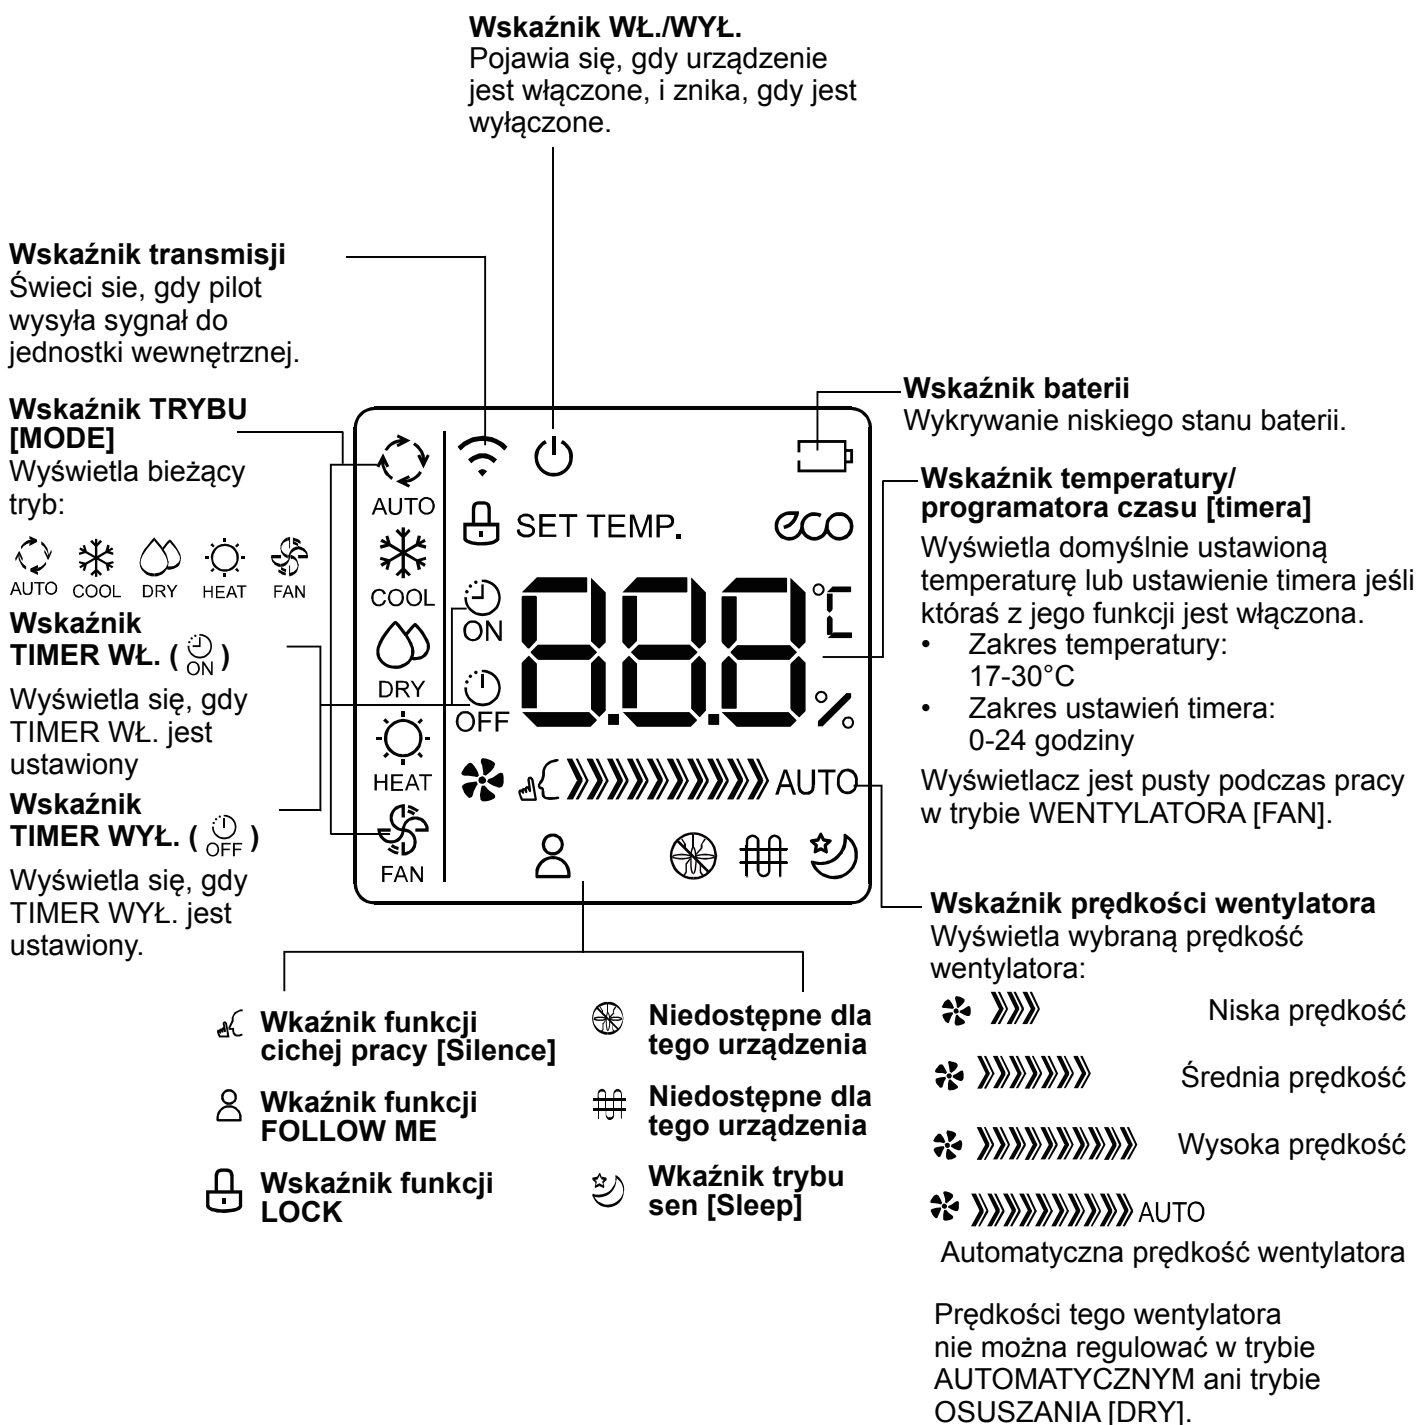 Wskaźnik WŁ./WYŁ.
Pojawia się, gdy urządzenie
jest włączone, i znika, gdy jest
wyłączone.
Wskaźnik transmisji
Świeci sie, gdy pilot
wysyła sygnał do
jednostki wewnętrznej.
Wskaźnik TRYBU
[MODE]
Wyświetla bieżący
tryb:
AUTO COOL DRY HEAT FAN
Wskaźnik
TIMER WŁ. ( ON )
Wyświetla się, gdy
TIMER WŁ. jest
ustawiony
Wskaźnik
TIMER WYŁ. ( OFF )
Wyświetla się, gdy
TIMER WYŁ. jest
ustawiony.
AUTO
COOL
DRY
HEAT
FAN
SET TEMP. eco
ON
OFF
8.8.8 °C
%
AUTO
Wskaźnik baterii
Wykrywanie niskiego stanu baterii.
Wskaźnik temperatury/
programatora czasu [timera]
Wyświetla domyślnie ustawioną
temperaturę lub ustawienie timera jeśli
któraś z jego funkcji jest włączona.
• Zakres temperatury:
17-30°C
• Zakres ustawień timera:
0-24 godziny
Wyświetlacz jest pusty podczas pracy
w trybie WENTYLATORA [FAN].
Wskaźnik prędkości wentylatora
Wyświetla wybraną prędkość
wentylatora:
Niska prędkość
Średnia prędkość
Wysoka prędkość
AUTO
Automatyczna prędkość wentylatora
Prędkości tego wentylatora
nie można regulować w trybie
AUTOMATYCZNYM ani trybie
OSUSZANIA [DRY].
Wkaźnik funkcji
cichej pracy [Silence]
Wkaźnik funkcji
FOLLOW ME
Wskaźnik funkcji
LOCK
Niedostępne dla
tego urządzenia
Niedostępne dla
tego urządzenia
Wkaźnik trybu
sen [Sleep]